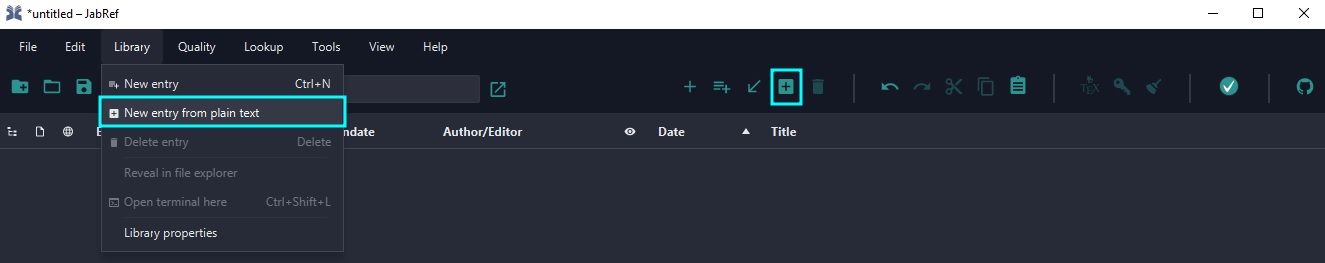 *untitled – JabRef
File Edit Library Quality Lookup Tools View Help
New entry Ctrl+N
New entry from plain text
ndate Author/Editor Date Title
Delete entry Delete
Reveal in file explorer
Open terminal here Ctrl+Shift+L
Library properties